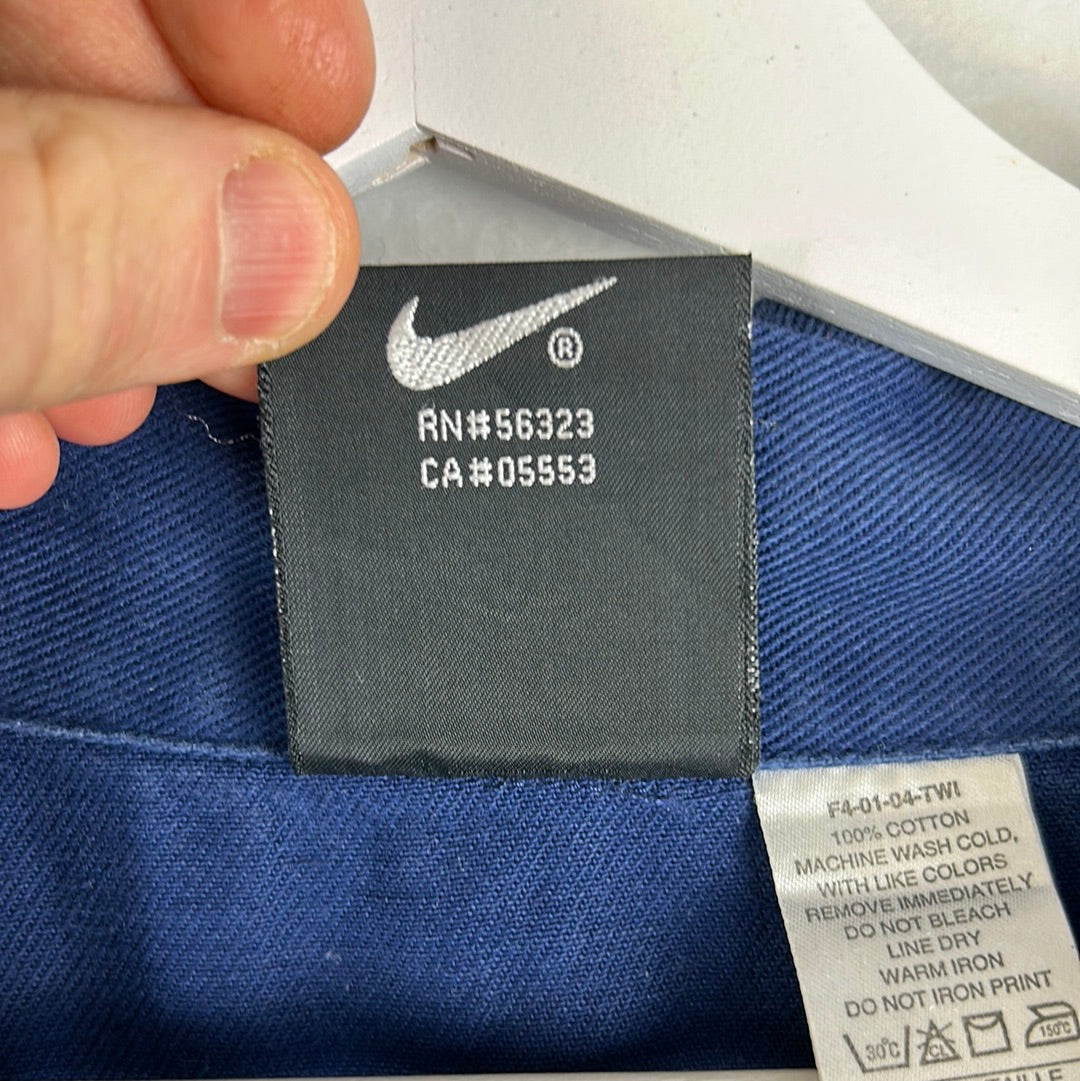 ®
RN#56323
CA#05553
F4-01-04-TWI
100% COTTON
MACHINE WASH COLD,
WITH LIKE COLORS
REMOVE IMMEDIATELY
DO NOT BLEACH
LINE DRY
WARM IRON
DO NOT IRON PRINT
30°C CL 150°C